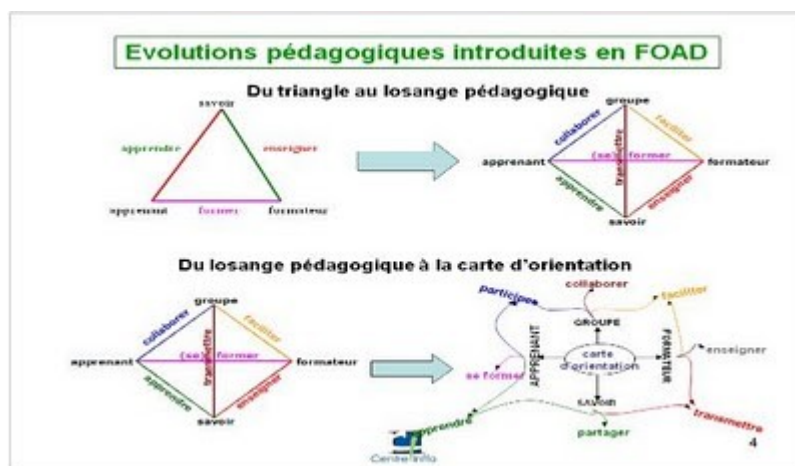 Evolutions pédagogiques introduites en FOAD
Du triangle au losange pédagogique
savoir
apprendre
enseigner
apprenant
former
formateur
groupe
collaborer
faciliter
transmettre
apprenant
(se) former
formateur
apprendre
enseigner
savoir
Du losange pédagogique à la carte d'orientation
groupe
collaborer
faciliter
transmettre
apprenant
(se) former
formateur
apprendre
enseigner
savoir
collaborer
participer
faciliter
GROUPE
APPRENANT
FORMATEUR
carte
d'orientation
enseigner
se former
SAVOIR
apprendre
transmettre
partager
Centre Inffo
4